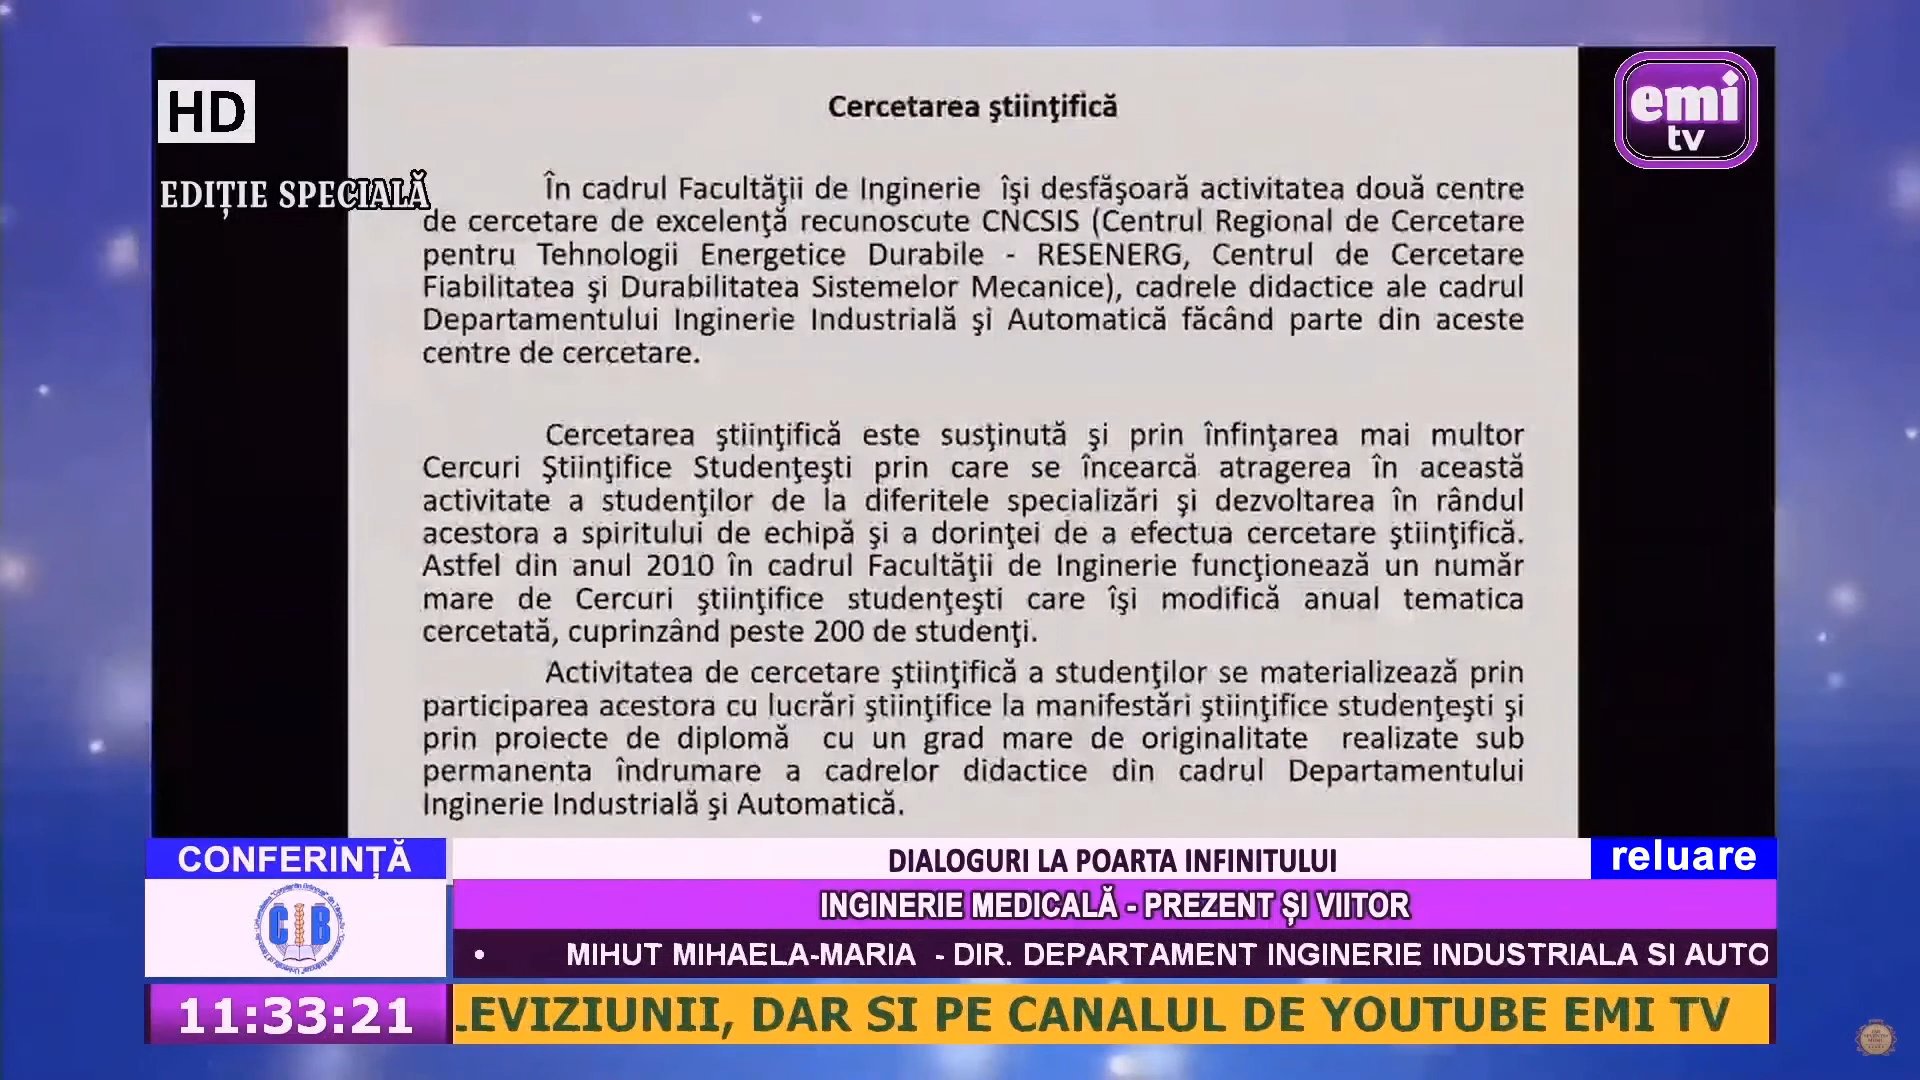 HD
emi
tv
EDIȚIE SPECIALĂ
Cercetarea ştiinţifică
În cadrul Facultăţii de Inginerie îşi desfăşoară activitatea două centre
de cercetare de excelenţă recunoscute CNCSIS (Centrul Regional de Cercetare
pentru Tehnologii Energetice Durabile - RESENERG, Centrul de Cercetare
Fiabilitatea şi Durabilitatea Sistemelor Mecanice), cadrele didactice ale cadrul
Departamentului Inginerie Industrială şi Automatică făcând parte din aceste
centre de cercetare.
Cercetarea ştiinţifică este susţinută şi prin înfinţarea mai multor
Cercuri Ştiinţifice Studenţeşti prin care se încearcă atragerea în această
activitate a studenţilor de la diferitele specializări şi dezvoltarea în rândul
acestora a spiritului de echipă şi a dorinţei de a efectua cercetare ştiinţifică.
Astfel din anul 2010 în cadrul Facultăţii de Inginerie funcţionează un număr
mare de Cercuri ştiinţifice studenţeşti care îşi modifică anual tematica
cercetată, cuprinzând peste 200 de studenţi.
Activitatea de cercetare ştiinţifică a studenţilor se materializează prin
participarea acestora cu lucrări ştiinţifice la manifestări ştiinţifice studenţeşti şi
prin proiecte de diplomă cu un grad mare de originalitate realizate sub
permanenta îndrumare a cadrelor didactice din cadrul Departamentului
Inginerie Industrială şi Automatică.
CONFERINȚĂ
DIALOGURI LA POARTA INFINITULUI
reluare
CB
INGINERIE MEDICALĂ - PREZENT ȘI VIITOR
• MIHUT MIHAELA-MARIA - DIR. DEPARTAMENT INGINERIE INDUSTRIALA SI AUTO
11:33:21
LEVIZIUNII, DAR SI PE CANALUL DE YOUTUBE EMI TV